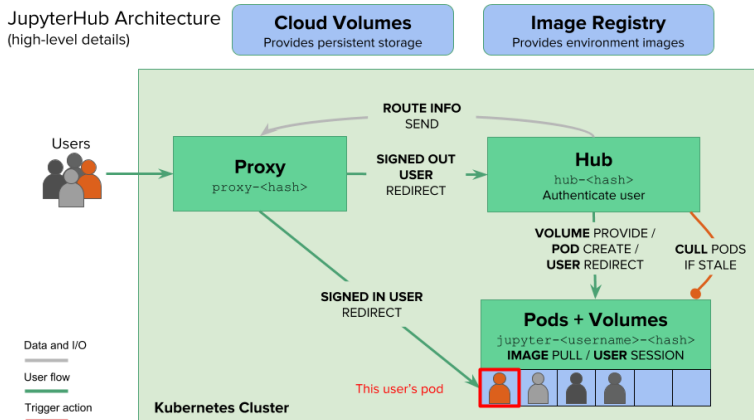 JupyterHub Architecture
(high-level details)
Cloud Volumes
Provides persistent storage
Image Registry
Provides environment images
ROUTE INFO
SEND
Users
Proxy
proxy-<hash>
SIGNED OUT
USER
REDIRECT
Hub
hub-<hash>
Authenticate user
VOLUME PROVIDE /
POD CREATE /
USER REDIRECT
CULL PODS
IF STALE
SIGNED IN USER
REDIRECT
Pods + Volumes
jupyter-<username>-<hash>
IMAGE PULL / USER SESSION
Data and I/O
User flow
Trigger action
This user's pod
Kubernetes Cluster